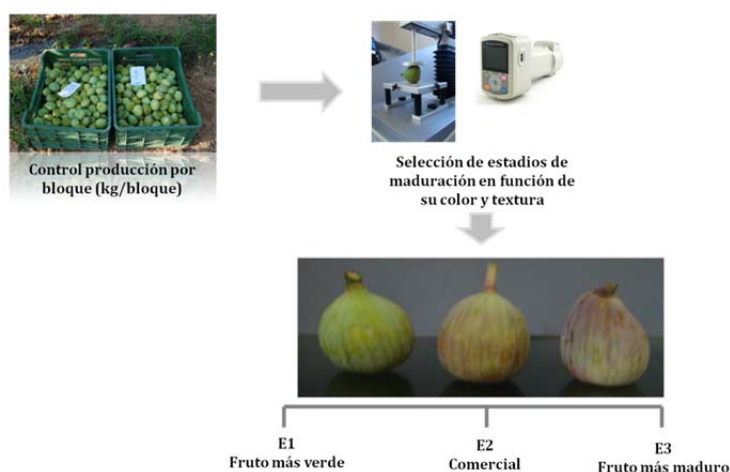 Control producción por
bloque (kg/bloque)
Selección de estadios de
maduración en función de
su color y textura
E1
Fruto más verde
E2
Comercial
E3
Fruto más maduro